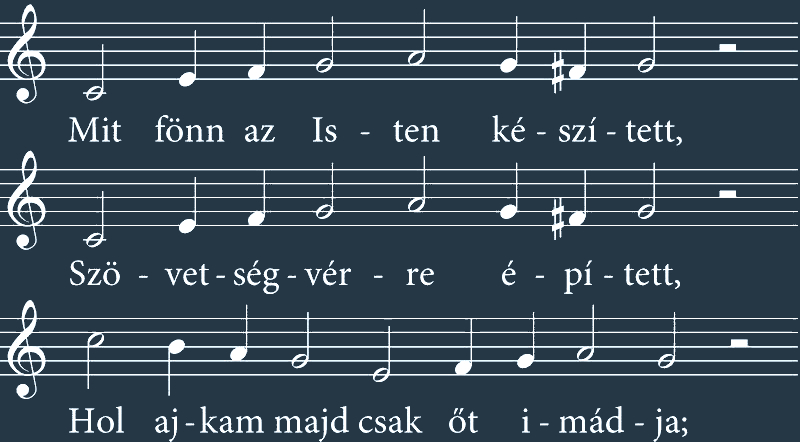 Mit fönn az Is - ten ké - szí - tett,
Szö - vet - ség - vér - re é - pí - tett,
Hol aj - kam majd csak őt i - mád - ja;